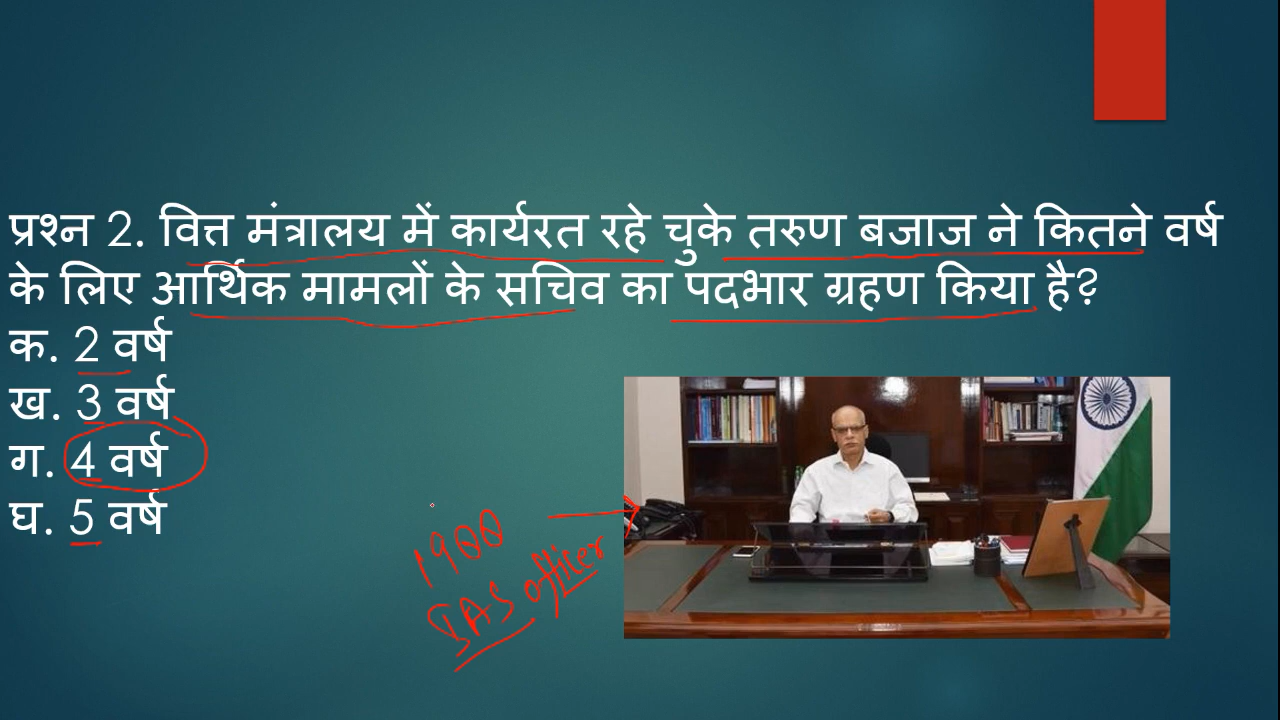 प्रश्न 2. वित्त मंत्रालय में कार्यरत रहे चुके तरुण बजाज ने कितने वर्ष
के लिए आर्थिक मामलों के सचिव का पदभार ग्रहण किया है?
क. 2 वर्ष
ख. 3 वर्ष
ग. 4 वर्ष
घ. 5 वर्ष
1988
IAS officer